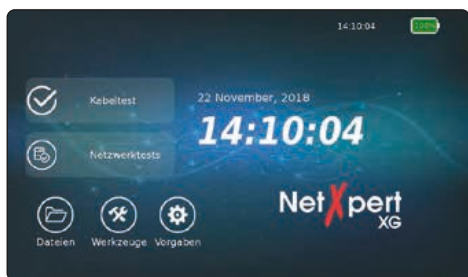 14:10:04 100%
Kabeltest
22 November, 2018
14:10:04
Netzwerktests
NetXpert
XG
Dateien Werkzeuge Vorgaben